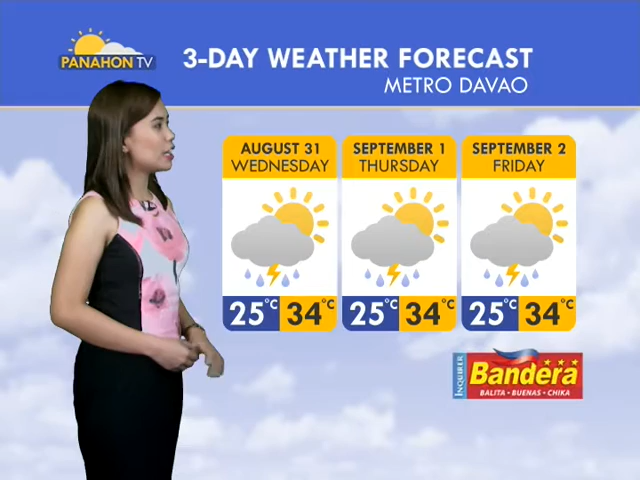 PANAHON TV
3-DAY WEATHER FORECAST
METRO DAVAO
AUGUST 31
WEDNESDAY
25°C 34°C
SEPTEMBER 1
THURSDAY
25°C 34°C
SEPTEMBER 2
FRIDAY
25°C 34°C
INQUIRER
Bandera
BALITA • BUENAS • CHIKA